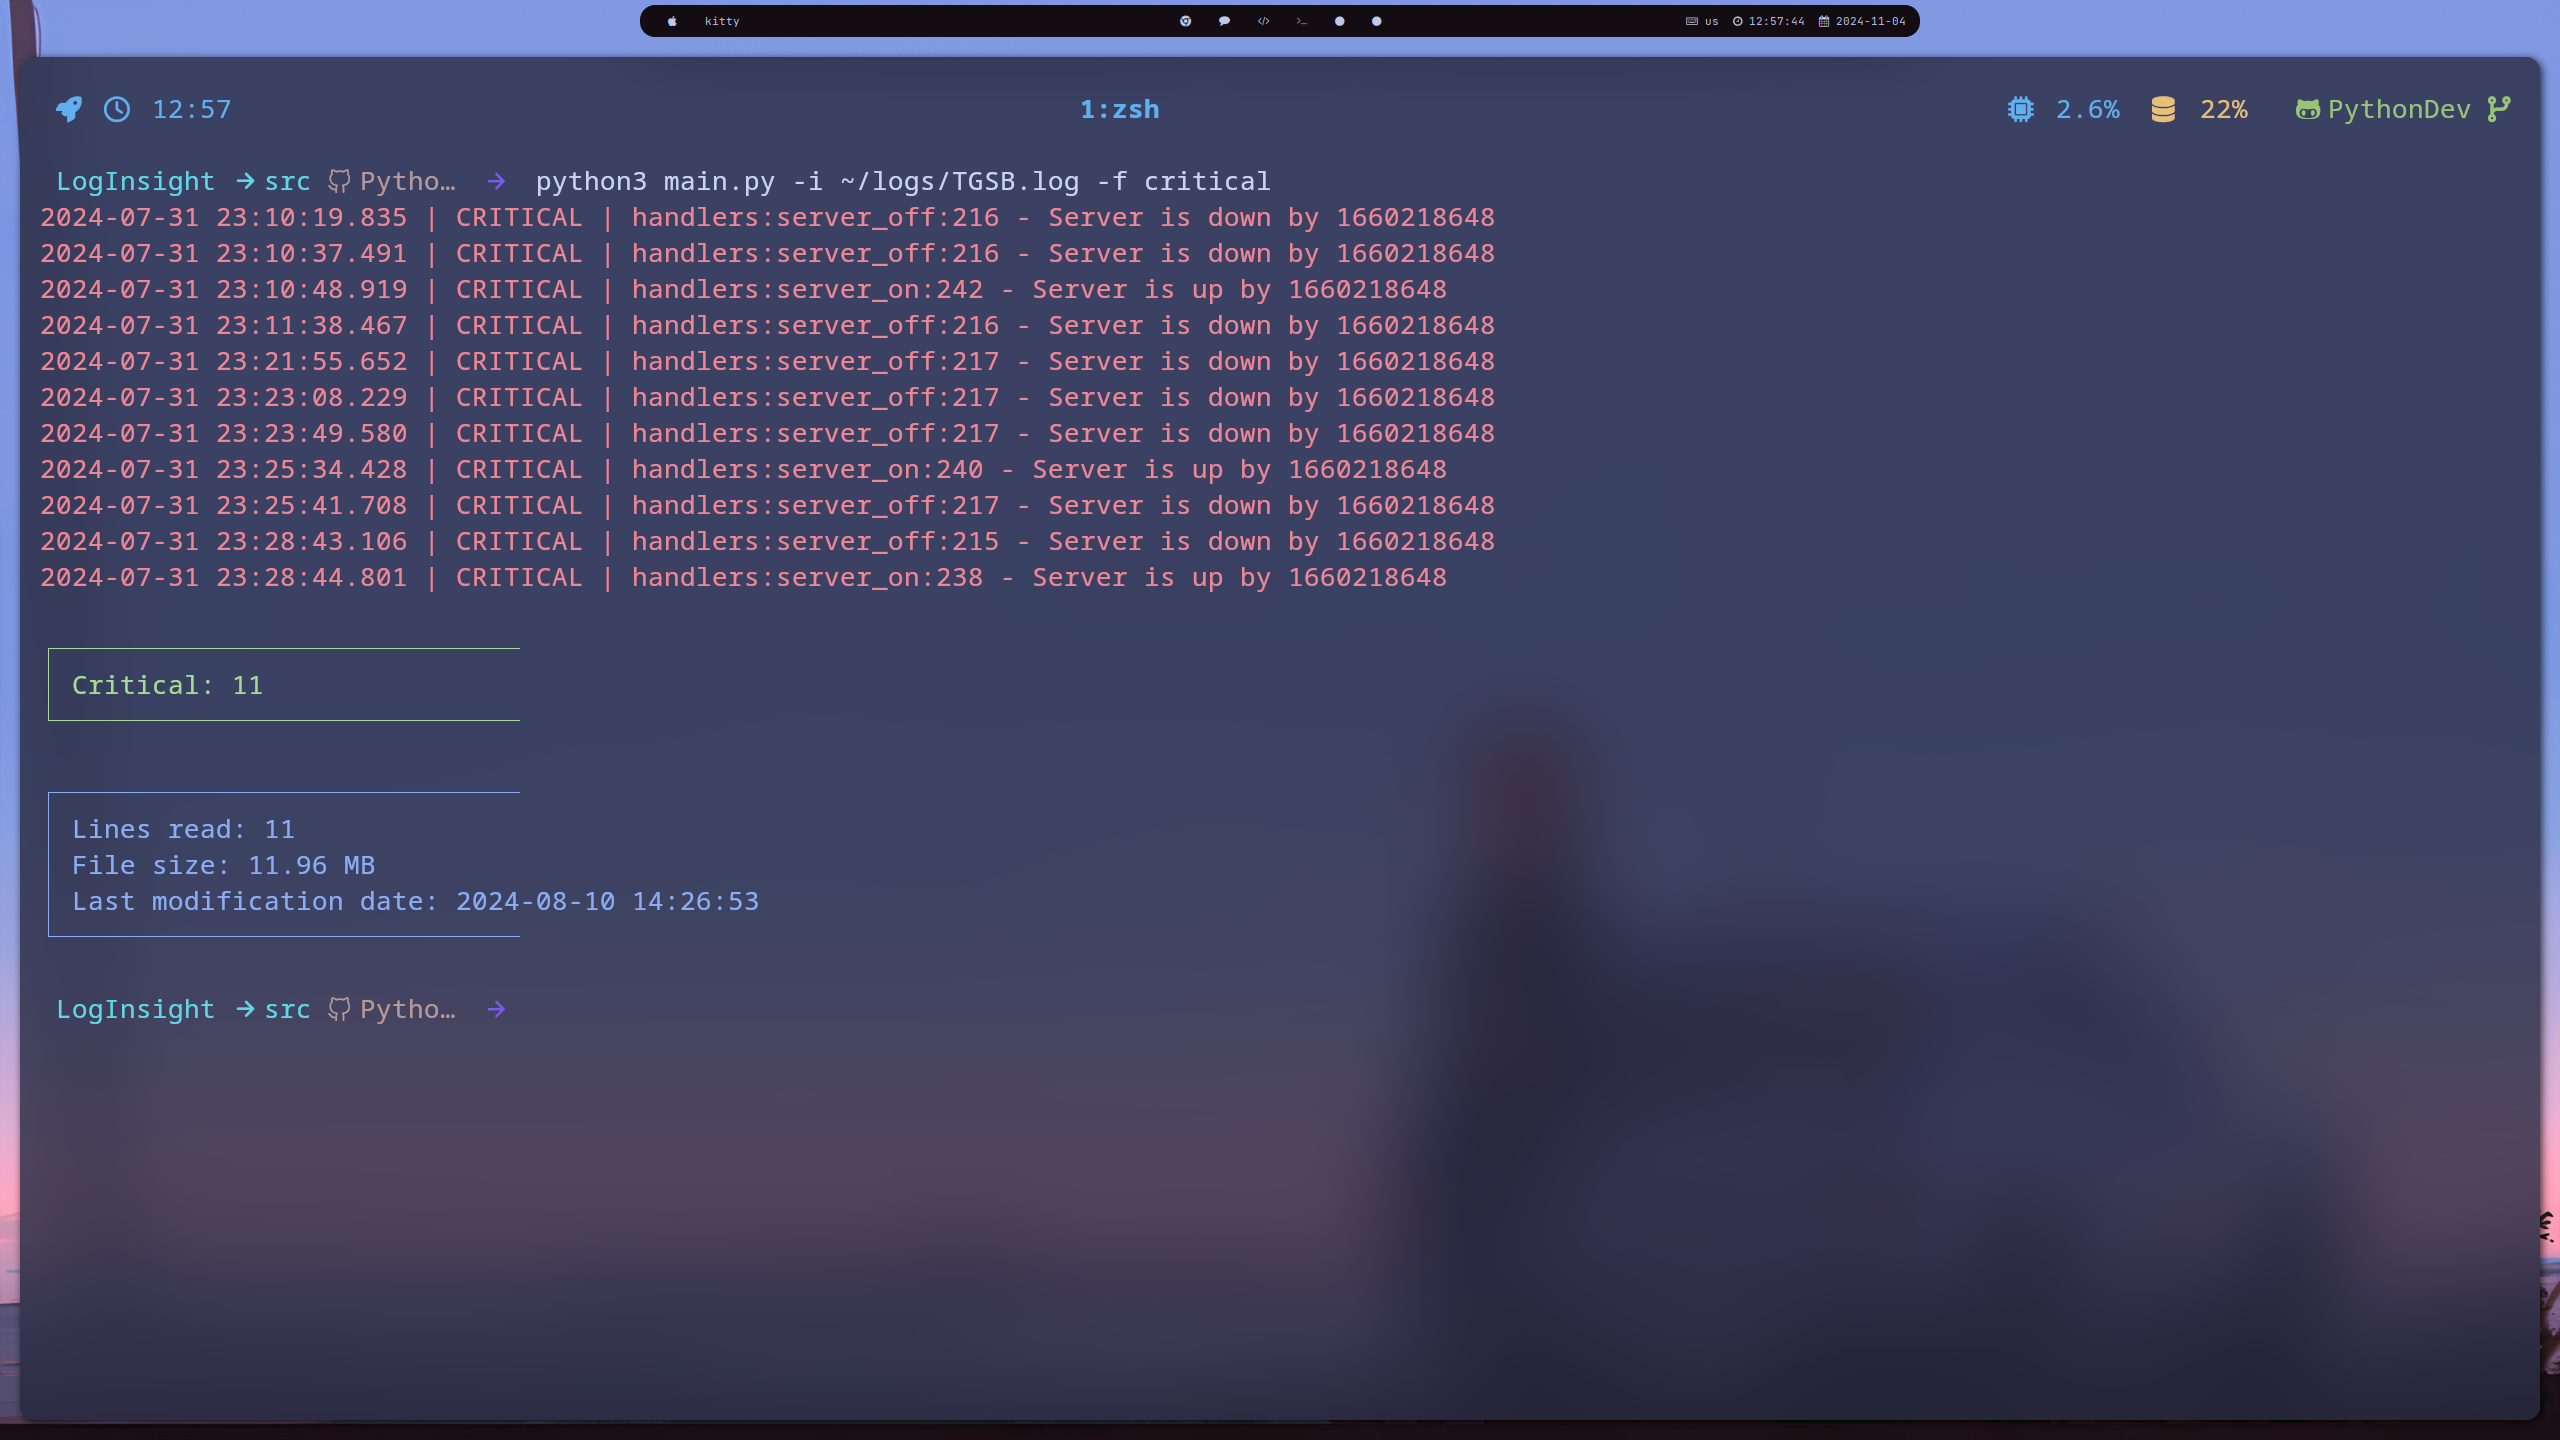 kitty
us 12:57:44 2024-11-04
12:57 1:zsh 2.6% 22% PythonDev
LogInsight → src Pytho… → python3 main.py -i ~/logs/TGSB.log -f critical
2024-07-31 23:10:19.835 | CRITICAL | handlers:server_off:216 - Server is down by 1660218648
2024-07-31 23:10:37.491 | CRITICAL | handlers:server_off:216 - Server is down by 1660218648
2024-07-31 23:10:48.919 | CRITICAL | handlers:server_on:242 - Server is up by 1660218648
2024-07-31 23:11:38.467 | CRITICAL | handlers:server_off:216 - Server is down by 1660218648
2024-07-31 23:21:55.652 | CRITICAL | handlers:server_off:217 - Server is down by 1660218648
2024-07-31 23:23:08.229 | CRITICAL | handlers:server_off:217 - Server is down by 1660218648
2024-07-31 23:23:49.580 | CRITICAL | handlers:server_off:217 - Server is down by 1660218648
2024-07-31 23:25:34.428 | CRITICAL | handlers:server_on:240 - Server is up by 1660218648
2024-07-31 23:25:41.708 | CRITICAL | handlers:server_off:217 - Server is down by 1660218648
2024-07-31 23:28:43.106 | CRITICAL | handlers:server_off:215 - Server is down by 1660218648
2024-07-31 23:28:44.801 | CRITICAL | handlers:server_on:238 - Server is up by 1660218648
Critical: 11
Lines read: 11
File size: 11.96 MB
Last modification date: 2024-08-10 14:26:53
LogInsight → src Pytho… →